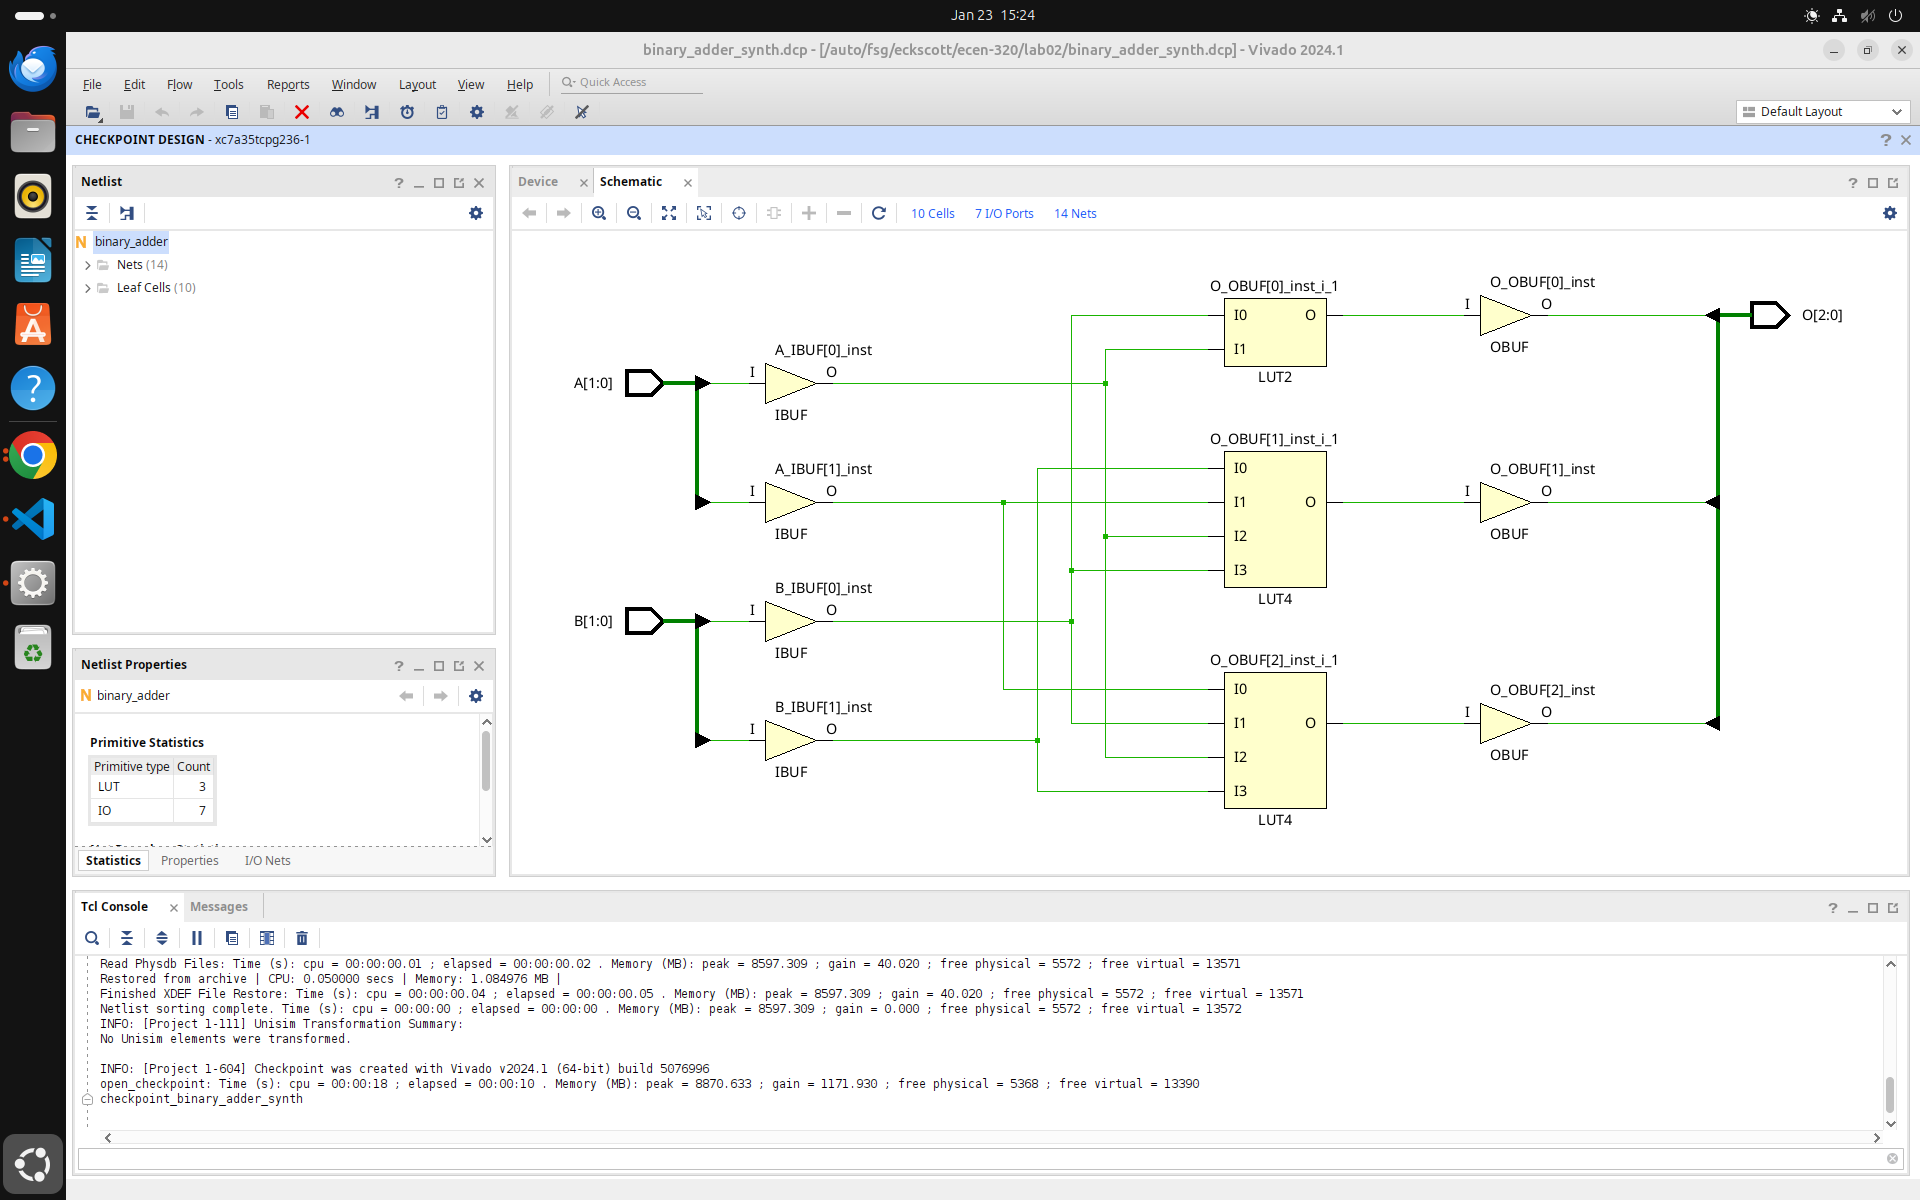 Jan 23 15:24
binary_adder_synth.dcp - [/auto/fsg/eckscott/ecen-320/lab02/binary_adder_synth.dcp] - Vivado 2024.1
File Edit Flow Tools Reports Window Layout View Help Quick Access
Default Layout
CHECKPOINT DESIGN - xc7a35tcpg236-1
Netlist
N binary_adder
Nets (14)
Leaf Cells (10)
Netlist Properties
N binary_adder
Primitive Statistics
Primitive type Count
LUT 3
IO 7
Statistics Properties I/O Nets
Device Schematic
10 Cells 7 I/O Ports 14 Nets
O_OBUF[0]_inst_i_1
I0 O
I1
LUT2
O_OBUF[0]_inst
I O
OBUF
O[2:0]
A_IBUF[0]_inst
A[1:0]
I O
IBUF
O_OBUF[1]_inst_i_1
I0
I1 O
I2
I3
LUT4
A_IBUF[1]_inst
I O
IBUF
O_OBUF[1]_inst
I O
OBUF
B_IBUF[0]_inst
B[1:0]
I O
IBUF
O_OBUF[2]_inst_i_1
I0
I1 O
I2
I3
LUT4
B_IBUF[1]_inst
I O
IBUF
O_OBUF[2]_inst
I O
OBUF
Tcl Console Messages
Read Physdb Files: Time (s): cpu = 00:00:00.01 ; elapsed = 00:00:00.02 . Memory (MB): peak = 8597.309 ; gain = 40.020 ; free physical = 5572 ; free virtual = 13571
Restored from archive | CPU: 0.050000 secs | Memory: 1.084976 MB |
Finished XDEF File Restore: Time (s): cpu = 00:00:00.04 ; elapsed = 00:00:00.05 . Memory (MB): peak = 8597.309 ; gain = 40.020 ; free physical = 5572 ; free virtual = 13571
Netlist sorting complete. Time (s): cpu = 00:00:00 ; elapsed = 00:00:00 . Memory (MB): peak = 8597.309 ; gain = 0.000 ; free physical = 5572 ; free virtual = 13572
INFO: [Project 1-111] Unisim Transformation Summary:
No Unisim elements were transformed.
INFO: [Project 1-604] Checkpoint was created with Vivado v2024.1 (64-bit) build 5076996
open_checkpoint: Time (s): cpu = 00:00:18 ; elapsed = 00:00:10 . Memory (MB): peak = 8870.633 ; gain = 1171.930 ; free physical = 5368 ; free virtual = 13390
checkpoint_binary_adder_synth